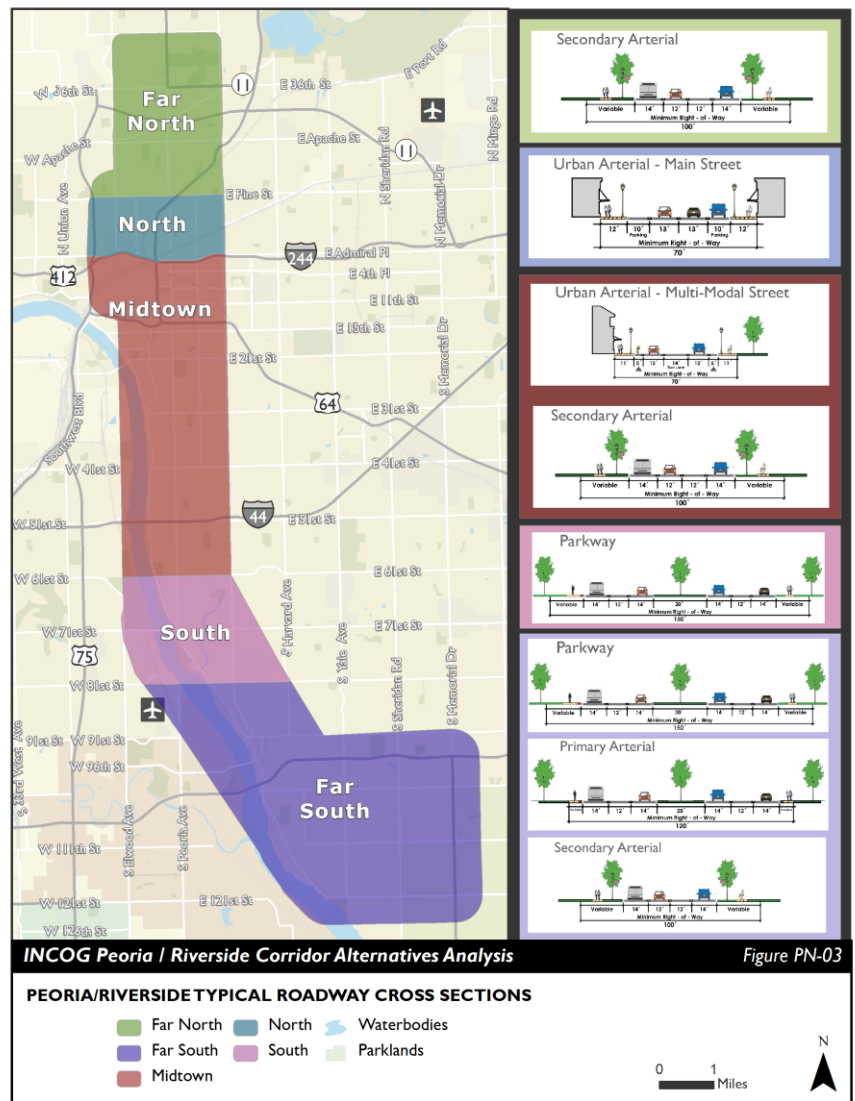 Far
North
North
Midtown
South
Far
South
W 36th St
E 36th St
11
E Port Rd
N Mingo Rd
W Apache St
E Apache St
11
N Sheridan Rd
N Memorial Dr
N Union Ave
E Pine St
E Admiral Pl
244
412
E 4th Pl
E 11th St
E 15th St
E 21st St
S Memorial Dr
64
E 31st St
Southwest Blvd
W 41st St
E 41st St
44
W 51st St
E 51st St
W 61st St
E 61st St
S Harvard Ave
W 71st St
E 71st St
75
S Yale Ave
S Sheridan Rd
S Memorial Dr
W 81st St
91st St
W 91st St
W 96th St
S 33rd West Ave
S Elwood Ave
S Peoria Ave
W 111th St
W 121st St
E 121st St
W 126th St
Secondary Arterial
Variable 14' 12' 12' 14' Variable
Minimum Right - of - Way
100'
Urban Arterial - Main Street
12' 10' 13' 13' 10' 12'
Parking Parking
Minimum Right - of - Way
70'
Urban Arterial - Multi-Modal Street
11' 5' 12' 14' 12' 5' 11'
Turn Lane
Minimum Right - of - Way
70'
Secondary Arterial
Variable 14' 12' 12' 14' Variable
Minimum Right - of - Way
100'
Parkway
Variable 14' 12' 14' 30' 14' 12' 14' Variable
Minimum Right - of - Way
150'
Parkway
Variable 14' 12' 14' 30' 14' 12' 14' Variable
Minimum Right - of - Way
150'
Primary Arterial
14' 12' 14' 28' 14' 12' 14'
Minimum Right - of - Way
120'
Secondary Arterial
Variable 14' 12' 12' 14' Variable
Minimum Right - of - Way
100'
INCOG Peoria / Riverside Corridor Alternatives Analysis
Figure PN-03
PEORIA/RIVERSIDE TYPICAL ROADWAY CROSS SECTIONS
Far North
North
Waterbodies
Far South
South
Parklands
Midtown
0 1
Miles
N